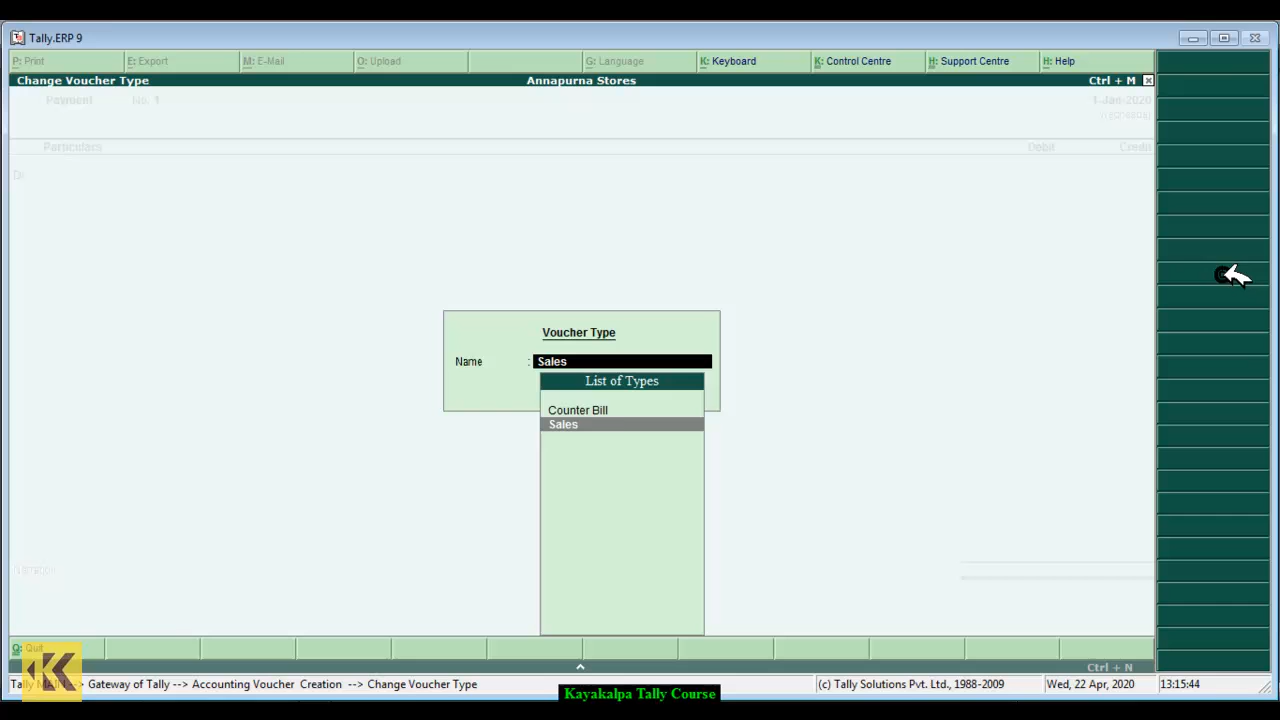 Tally.ERP 9
P: Print E: Export M: E-Mail O: Upload G: Language K: Keyboard K: Control Centre H: Support Centre H: Help
Change Voucher Type Annapurna Stores Ctrl + M
Payment No. 1 1-Jan-2020
Particulars Debit Credit
Voucher Type
Name : Sales
List of Types
Counter Bill
Sales
Q: Quit
Ctrl + N
Tally MAIN --> Gateway of Tally --> Accounting Voucher Creation --> Change Voucher Type (c) Tally Solutions Pvt. Ltd., 1988-2009 Wed, 22 Apr, 2020 13:15:44
Kayakalpa Tally Course